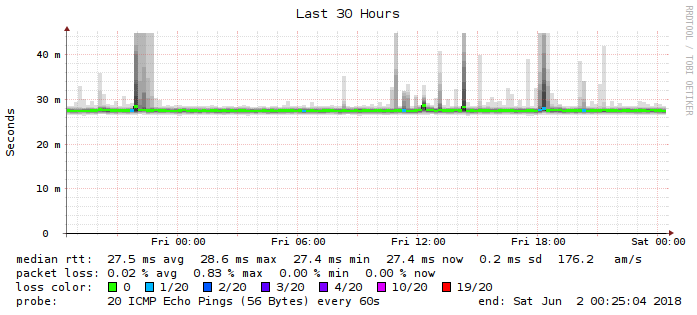 Last 30 Hours
RRDTOOL / TOBI OETIKER
Seconds
40 m
30 m
20 m
10 m
0
Fri 00:00 Fri 06:00 Fri 12:00 Fri 18:00 Sat 00:00
median rtt: 27.5 ms avg 28.6 ms max 27.4 ms min 27.4 ms now 0.2 ms sd 176.2 am/s
packet loss: 0.02 % avg 0.83 % max 0.00 % min 0.00 % now
loss color: 0 1/20 2/20 3/20 4/20 10/20 19/20
probe: 20 ICMP Echo Pings (56 Bytes) every 60s end: Sat Jun 2 00:25:04 2018